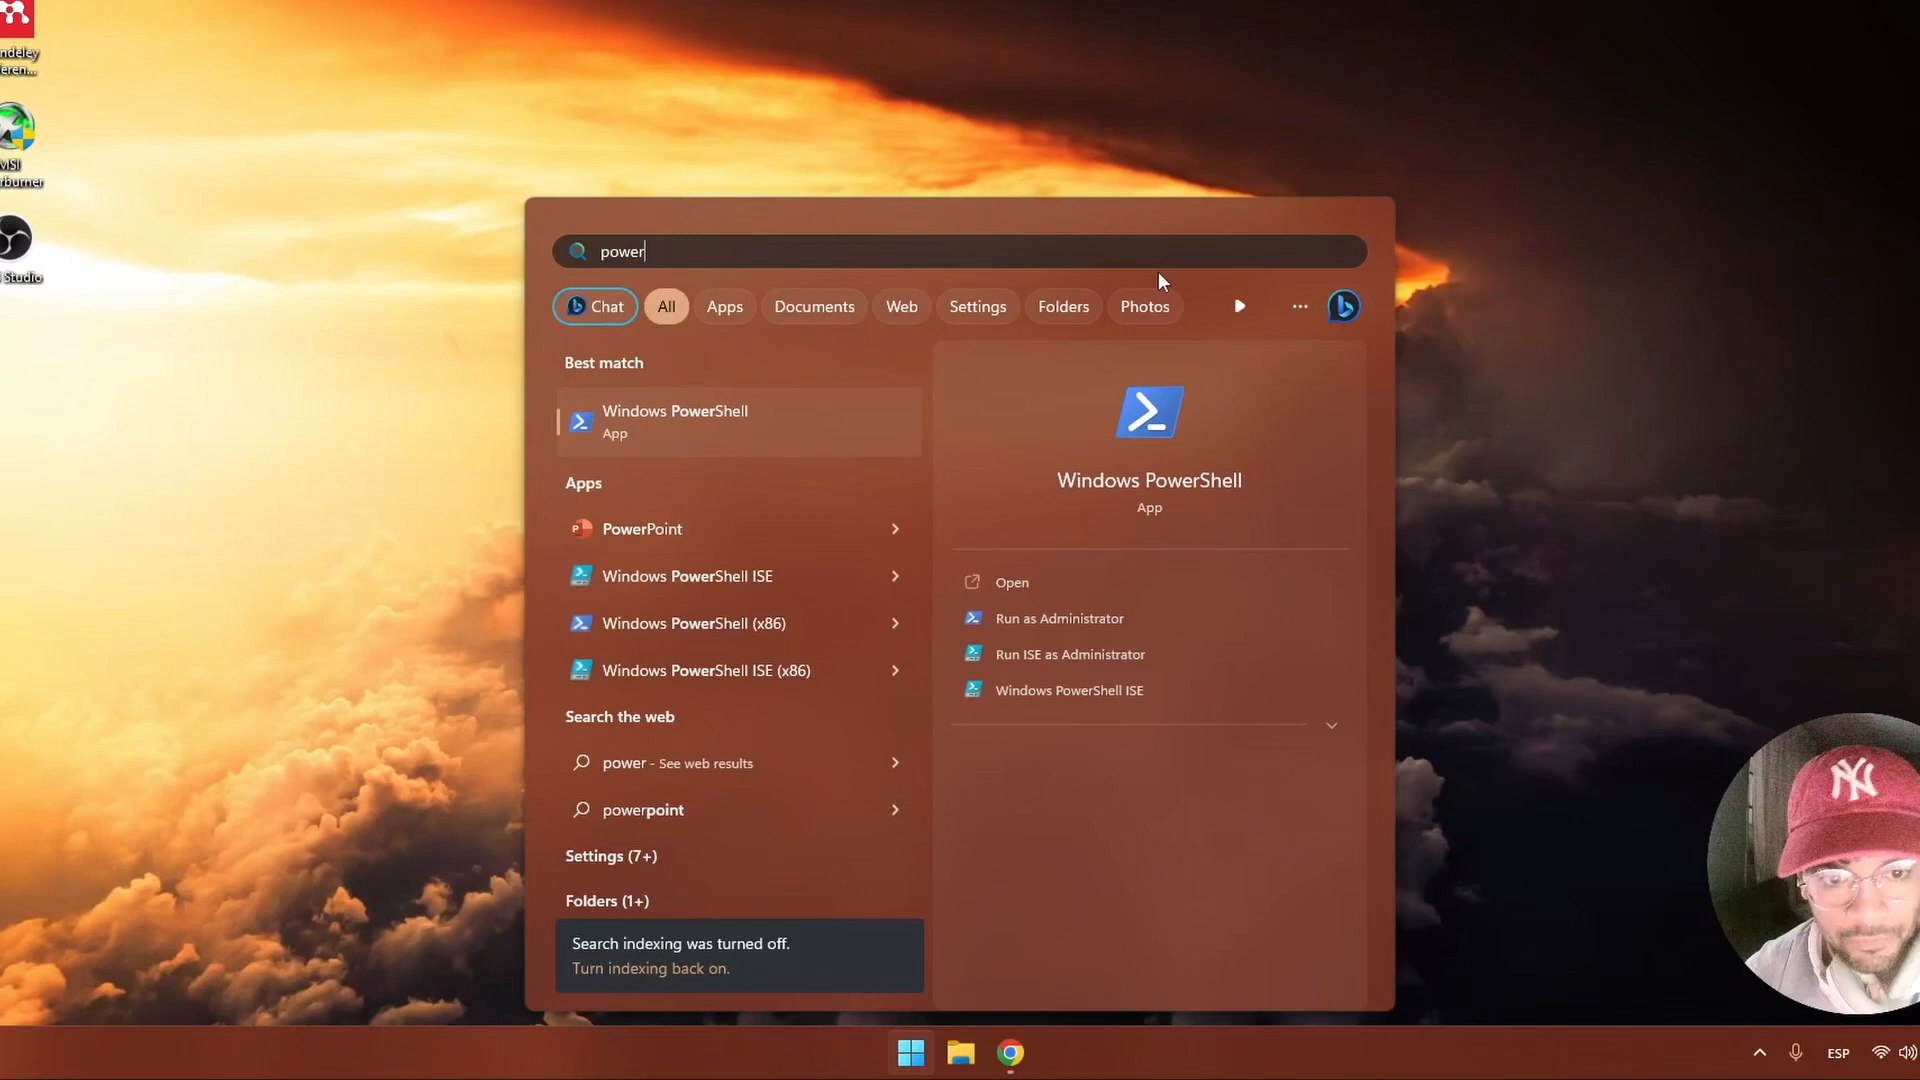 ndeley
eren...
MSI
rburner
Studio
power
Chat
All
Apps
Documents
Web
Settings
Folders
Photos
Best match
Windows PowerShell
App
Apps
PowerPoint
Windows PowerShell ISE
Windows PowerShell (x86)
Windows PowerShell ISE (x86)
Search the web
power - See web results
powerpoint
Settings (7+)
Folders (1+)
Search indexing was turned off.
Turn indexing back on.
Windows PowerShell
App
Open
Run as Administrator
Run ISE as Administrator
Windows PowerShell ISE
NY
ESP